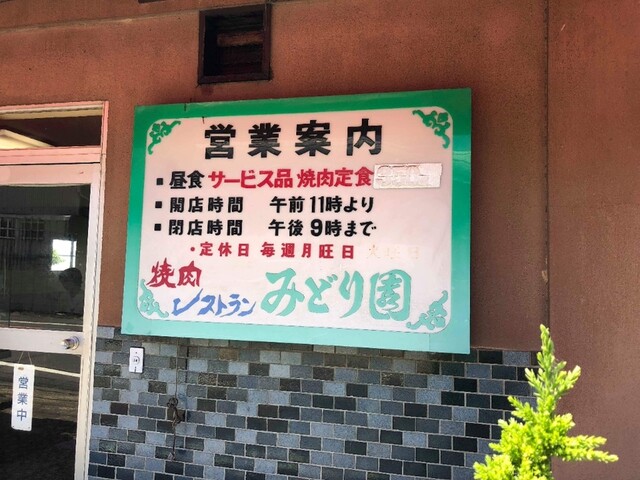 営業案内
■ 昼食 サービス品 焼肉定食
■ 開店時間 午前 11時より
■ 閉店時間 午後 9時まで
・定休日 毎週月旺日
焼肉
レストラン みどり園
営業中